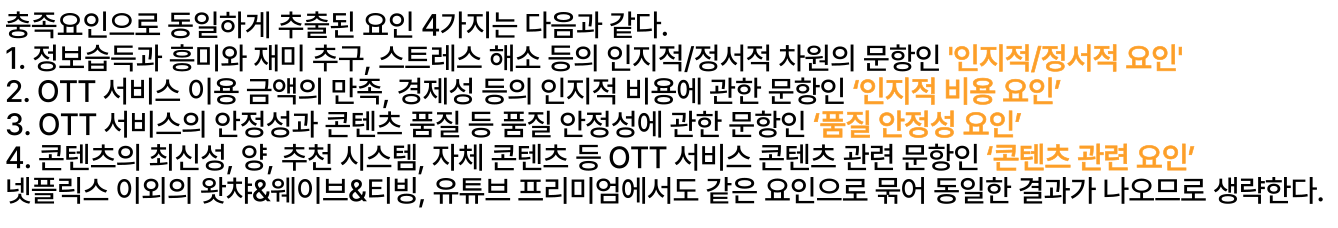 충족요인으로 동일하게 추출된 요인 4가지는 다음과 같다.
1. 정보습득과 흥미와 재미 추구, 스트레스 해소 등의 인지적/정서적 차원의 문항인 '인지적/정서적 요인'
2. OTT 서비스 이용 금액의 만족, 경제성 등의 인지적 비용에 관한 문항인 ‘인지적 비용 요인’
3. OTT 서비스의 안정성과 콘텐츠 품질 등 품질 안정성에 관한 문항인 ‘품질 안정성 요인’
4. 콘텐츠의 최신성, 양, 추천 시스템, 자체 콘텐츠 등 OTT 서비스 콘텐츠 관련 문항인 ‘콘텐츠 관련 요인’
넷플릭스 이외의 왓챠&웨이브&티빙, 유튜브 프리미엄에서도 같은 요인으로 묶어 동일한 결과가 나오므로 생략한다.